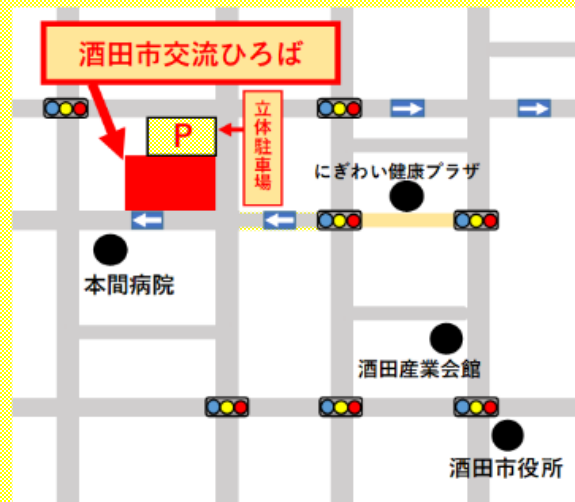 酒田市交流ひろば
P
立体駐車場
にぎわい健康プラザ
本間病院
酒田産業会館
酒田市役所